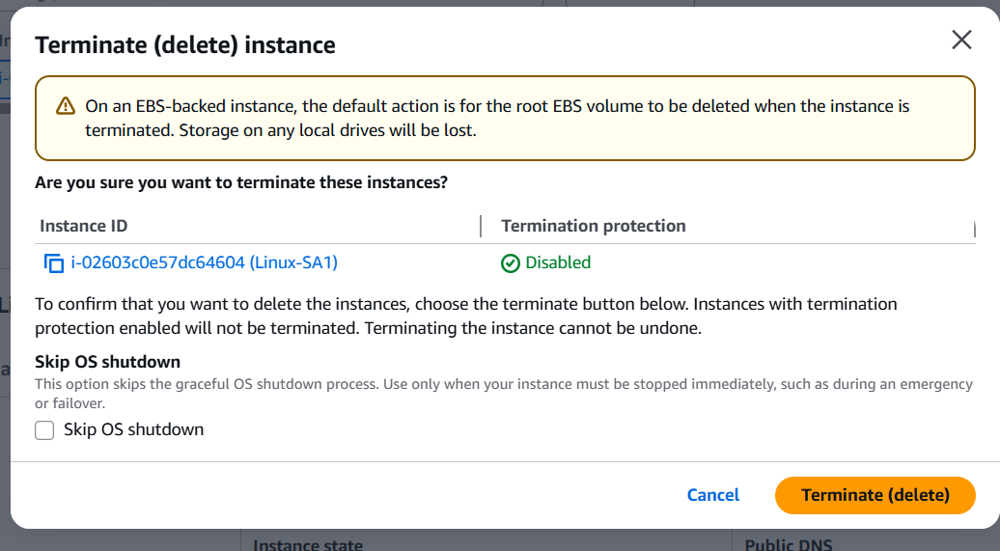 Terminate (delete) instance
On an EBS-backed instance, the default action is for the root EBS volume to be deleted when the instance is
terminated. Storage on any local drives will be lost.
Are you sure you want to terminate these instances?
Instance ID
Termination protection
i-02603c0e57dc64604 (Linux-SA1)
Disabled
To confirm that you want to delete the instances, choose the terminate button below. Instances with termination
protection enabled will not be terminated. Terminating the instance cannot be undone.
Skip OS shutdown
This option skips the graceful OS shutdown process. Use only when your instance must be stopped immediately, such as during an emergency
or failover.
Skip OS shutdown
Cancel
Terminate (delete)
Instance state
Public DNS